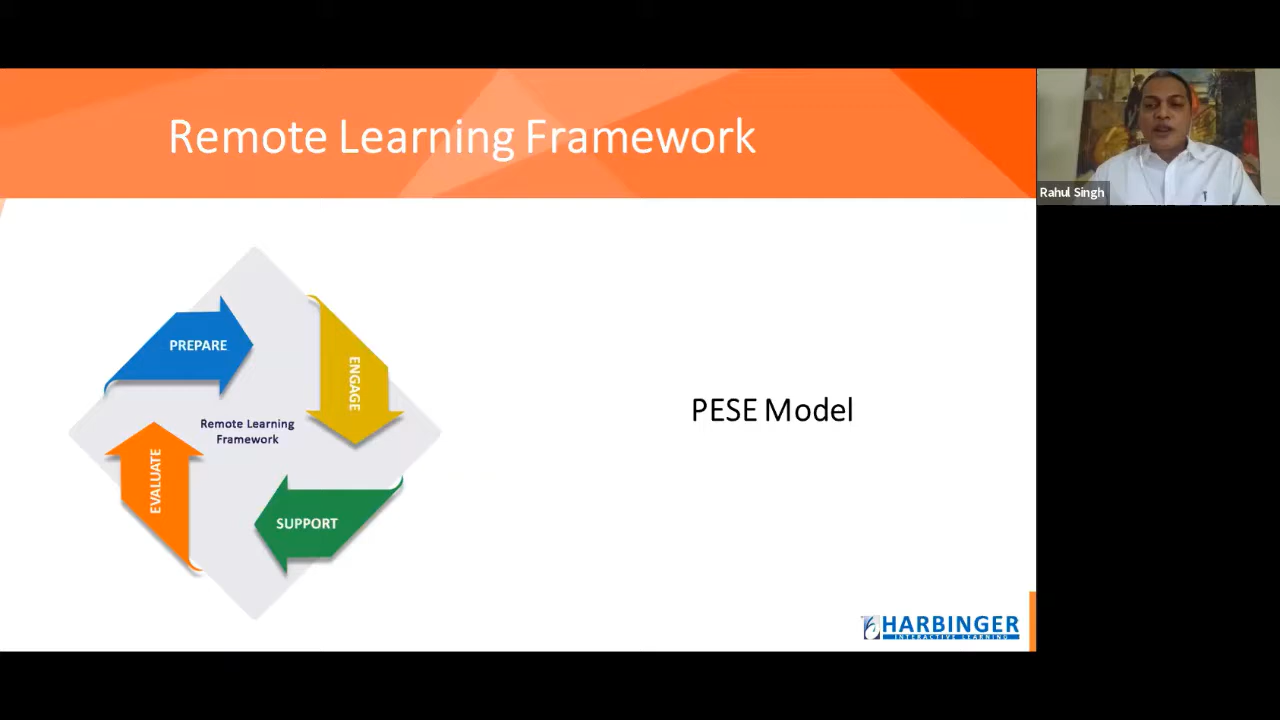 Remote Learning Framework
Rahul Singh
PREPARE
ENGAGE
Remote Learning
Framework
EVALUATE
SUPPORT
PESE Model
HARBINGER
INTERACTIVE LEARNING